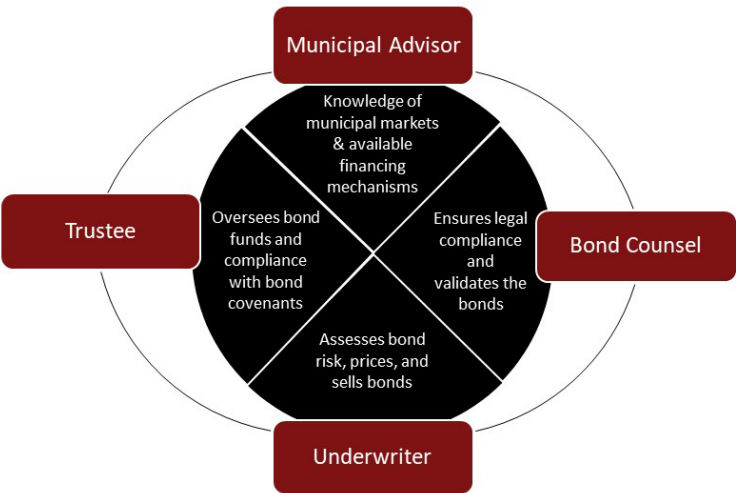 Municipal Advisor
Knowledge of
municipal markets
& available
financing
mechanisms
Trustee
Oversees bond
funds and
compliance
with bond
covenants
Ensures legal
compliance
and
validates the
bonds
Bond Counsel
Assesses bond
risk, prices, and
sells bonds
Underwriter